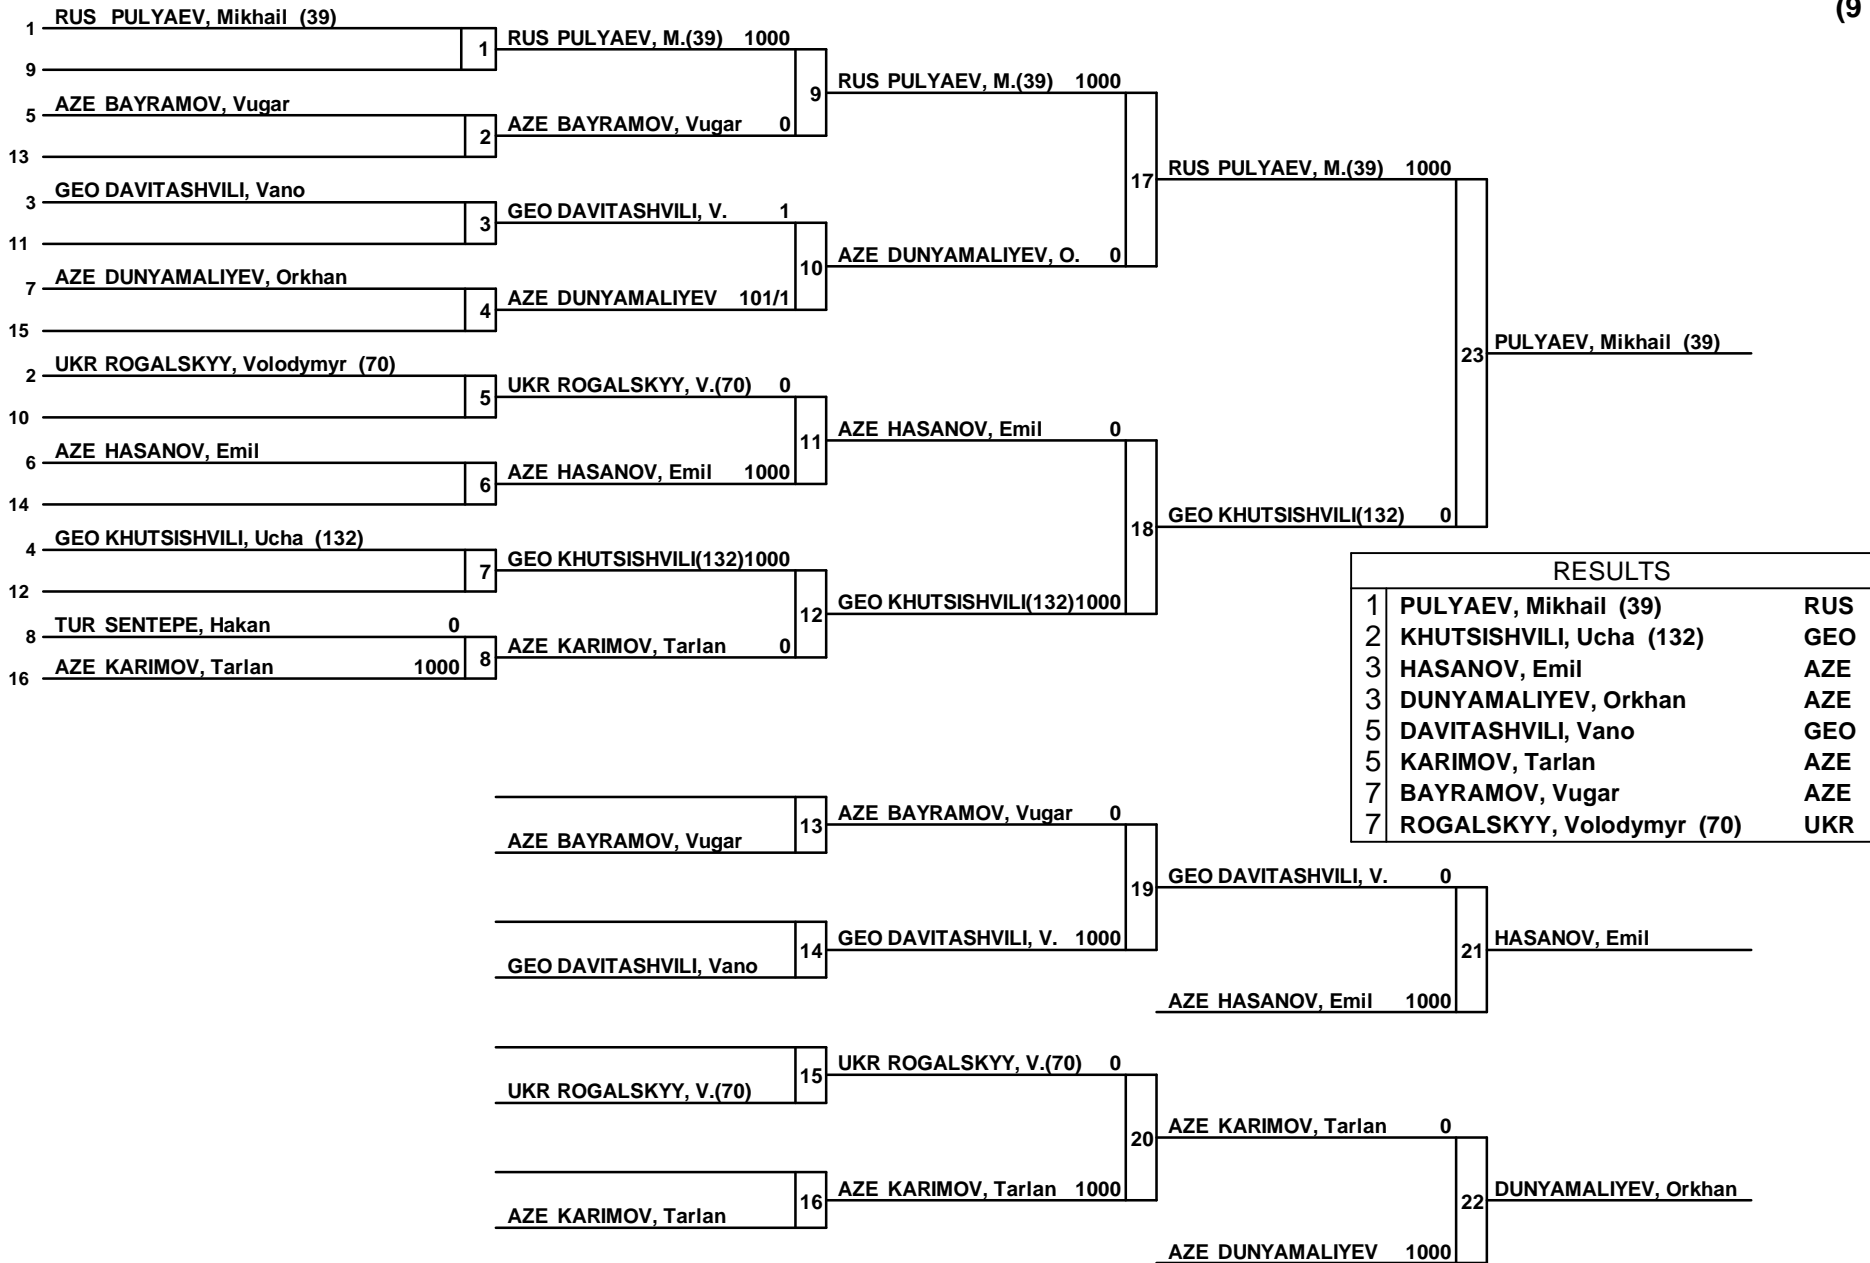 (9
1 RUS PULYAEV, Mikhail (39)
9
1 RUS PULYAEV, M.(39) 1000
5 AZE BAYRAMOV, Vugar
13
2 AZE BAYRAMOV, Vugar 0
9 RUS PULYAEV, M.(39) 1000
3 GEO DAVITASHVILI, Vano
11
3 GEO DAVITASHVILI, V. 1
7 AZE DUNYAMALIYEV, Orkhan
15
4 AZE DUNYAMALIYEV 101/1
10 AZE DUNYAMALIYEV, O. 0
17 RUS PULYAEV, M.(39) 1000
2 UKR ROGALSKYY, Volodymyr (70)
10
5 UKR ROGALSKYY, V.(70) 0
6 AZE HASANOV, Emil
14
6 AZE HASANOV, Emil 1000
11 AZE HASANOV, Emil 0
4 GEO KHUTSISHVILI, Ucha (132)
12
7 GEO KHUTSISHVILI(132)1000
8 TUR SENTEPE, Hakan 0
16 AZE KARIMOV, Tarlan 1000
8 AZE KARIMOV, Tarlan 0
12 GEO KHUTSISHVILI(132)1000
18 GEO KHUTSISHVILI(132) 0
23 PULYAEV, Mikhail (39)
RESULTS
1 PULYAEV, Mikhail (39) RUS
2 KHUTSISHVILI, Ucha (132) GEO
3 HASANOV, Emil AZE
3 DUNYAMALIYEV, Orkhan AZE
5 DAVITASHVILI, Vano GEO
5 KARIMOV, Tarlan AZE
7 BAYRAMOV, Vugar AZE
7 ROGALSKYY, Volodymyr (70) UKR
AZE BAYRAMOV, Vugar
13 AZE BAYRAMOV, Vugar 0
GEO DAVITASHVILI, Vano
14 GEO DAVITASHVILI, V. 1000
19 GEO DAVITASHVILI, V. 0
AZE HASANOV, Emil 1000
21 HASANOV, Emil
UKR ROGALSKYY, V.(70)
15 UKR ROGALSKYY, V.(70) 0
AZE KARIMOV, Tarlan
16 AZE KARIMOV, Tarlan 1000
20 AZE KARIMOV, Tarlan 0
AZE DUNYAMALIYEV 1000
22 DUNYAMALIYEV, Orkhan